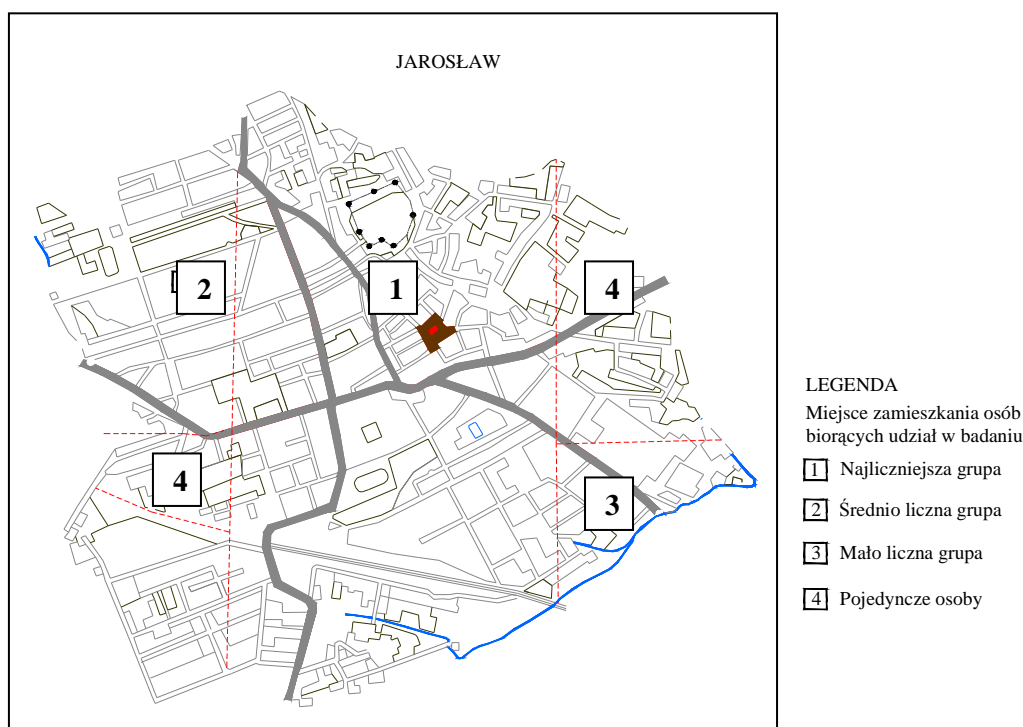 JAROSŁAW
2
1
4
4
3
LEGENDA
Miejsce zamieszkania osób
biorących udział w badaniu
1 Najliczniejsza grupa
2 Średnio liczna grupa
3 Mało liczna grupa
4 Pojedyncze osoby